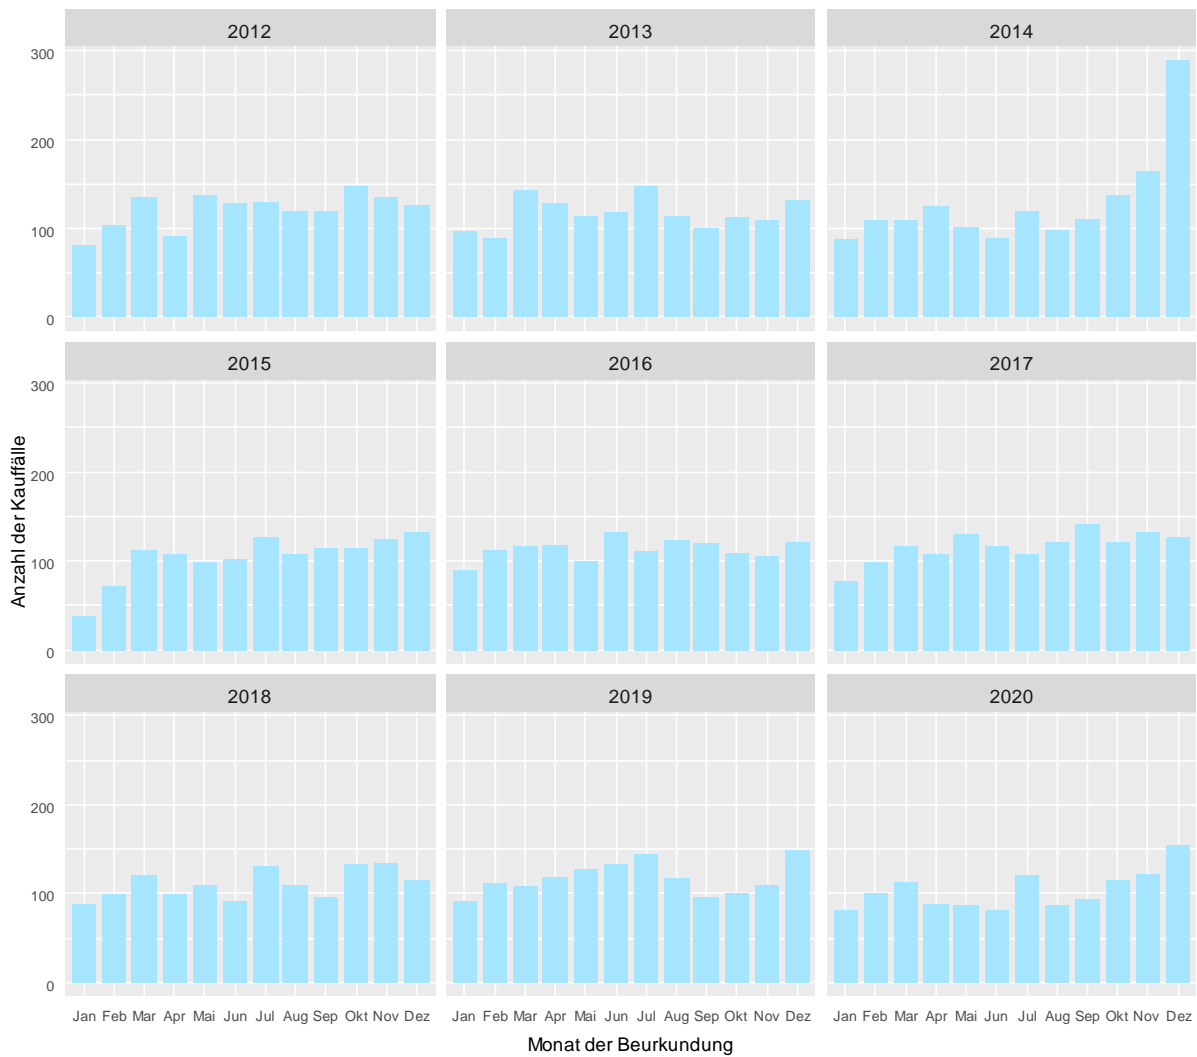 2012 2013 2014
300
200
100
0
2015 2016 2017
300
200
100
0
Anzahl der Kauffälle
2018 2019 2020
300
200
100
0
Jan Feb Mar Apr Mai Jun Jul Aug Sep Okt Nov Dez Jan Feb Mar Apr Mai Jun Jul Aug Sep Okt Nov Dez Jan Feb Mar Apr Mai Jun Jul Aug Sep Okt Nov Dez
Monat der Beurkundung